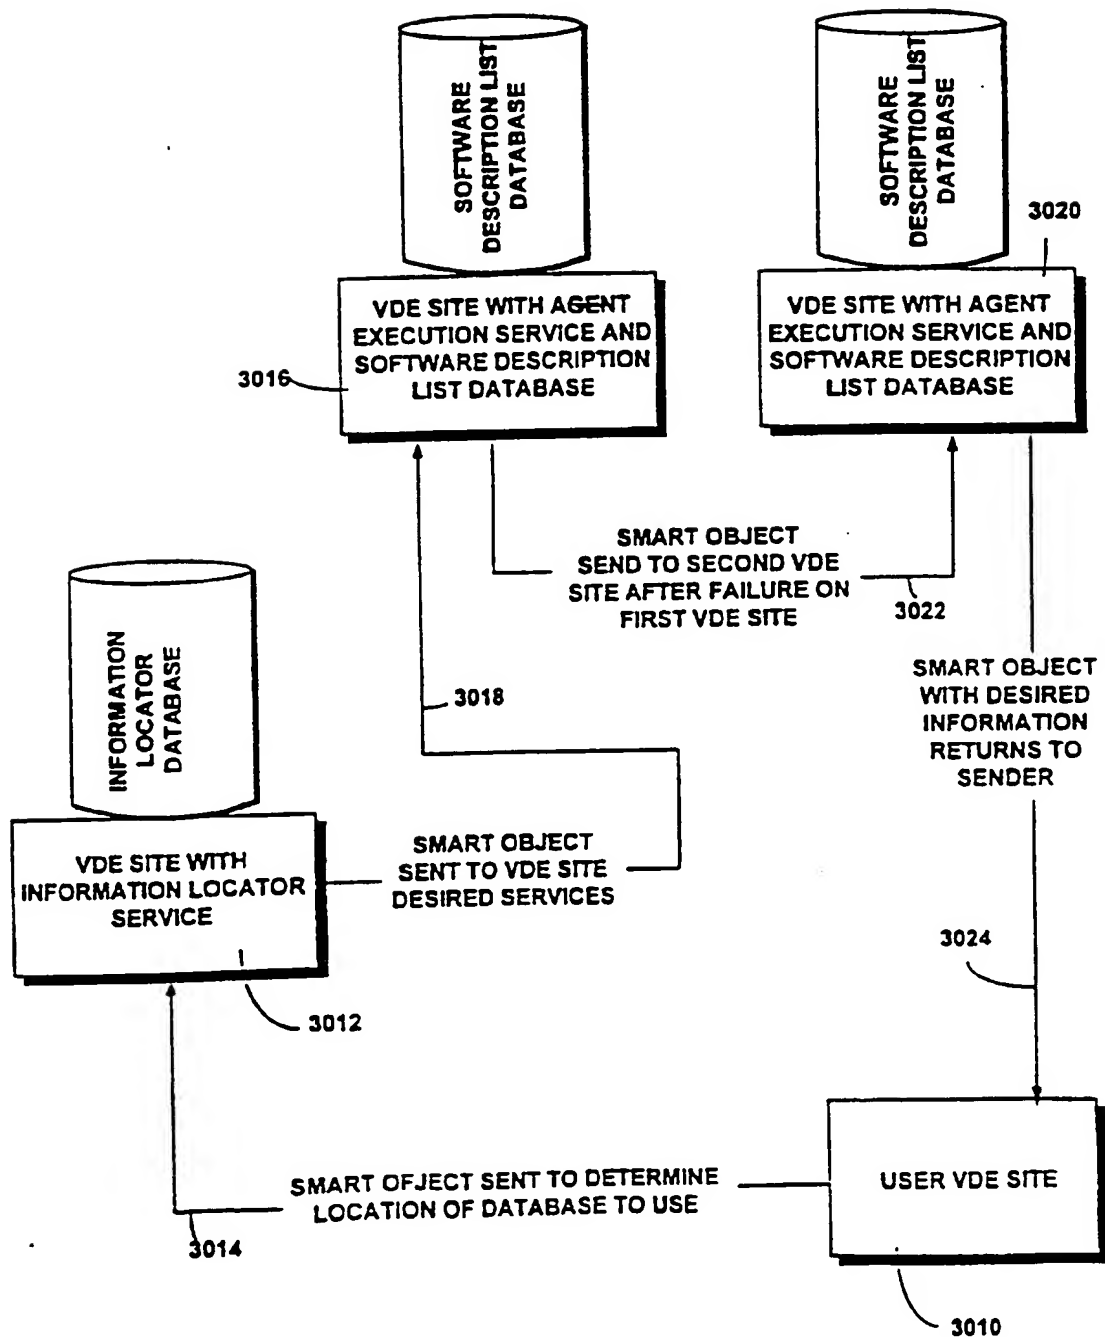 SOFTWARE
DESCRIPTION LIST
DATABASE
SOFTWARE
DESCRIPTION LIST
DATABASE
3020
VDE SITE WITH AGENT
EXECUTION SERVICE AND
SOFTWARE DESCRIPTION
LIST DATABASE
3016
VDE SITE WITH AGENT
EXECUTION SERVICE AND
SOFTWARE DESCRIPTION
LIST DATABASE
SMART OBJECT
SEND TO SECOND VDE
SITE AFTER FAILURE ON
FIRST VDE SITE
3022
INFORMATION
LOCATOR
DATABASE
3018
SMART OBJECT
WITH DESIRED
INFORMATION
RETURNS TO
SENDER
VDE SITE WITH
INFORMATION LOCATOR
SERVICE
SMART OBJECT
SENT TO VDE SITE
DESIRED SERVICES
3024
3012
SMART OFJECT SENT TO DETERMINE
LOCATION OF DATABASE TO USE
3014
USER VDE SITE
3010